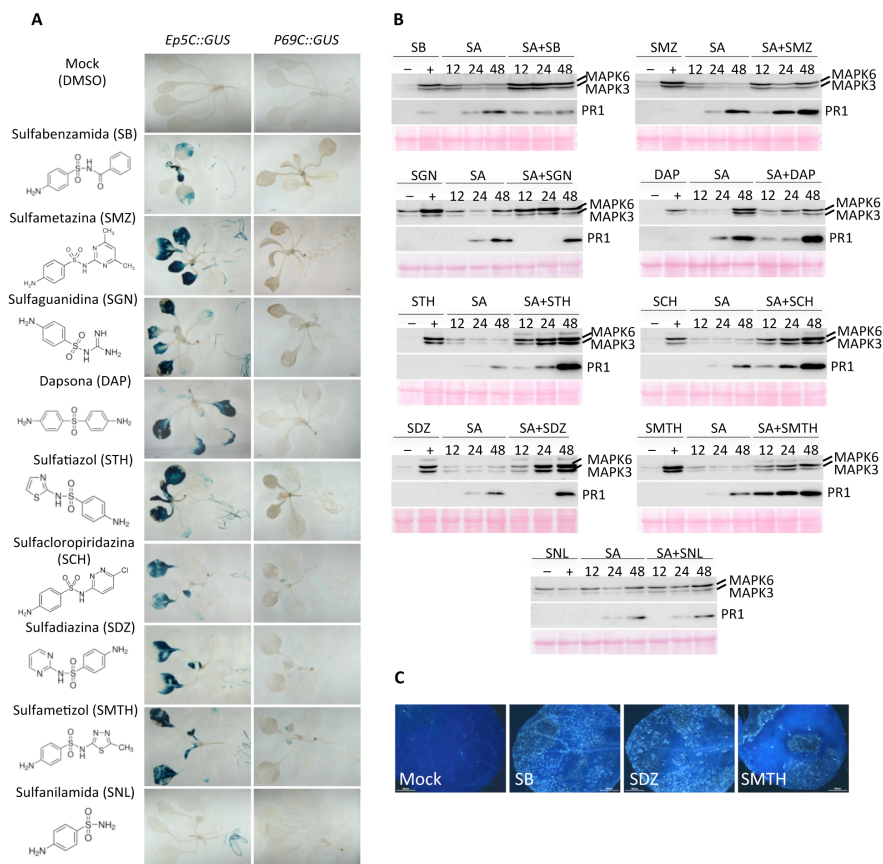 A
Ep5C::GUS P69C::GUS
Mock
(DMSO)
Sulfabenzamida (SB)
Sulfametazina (SMZ)
Sulfaguanidina (SGN)
Dapsona (DAP)
Sulfatiazol (STH)
Sulfacloropiridazina
(SCH)
Sulfadiazina (SDZ)
Sulfametizol (SMTH)
Sulfanilamida (SNL)
B
SB SA SA+SB
– + 12 24 48 12 24 48
MAPK6
MAPK3
PR1
SMZ SA SA+SMZ
– + 12 24 48 12 24 48
MAPK6
MAPK3
PR1
SGN SA SA+SGN
– + 12 24 48 12 24 48
MAPK6
MAPK3
PR1
DAP SA SA+DAP
– + 12 24 48 12 24 48
MAPK6
MAPK3
PR1
STH SA SA+STH
– + 12 24 48 12 24 48
MAPK6
MAPK3
PR1
SCH SA SA+SCH
– + 12 24 48 12 24 48
MAPK6
MAPK3
PR1
SDZ SA SA+SDZ
– + 12 24 48 12 24 48
MAPK6
MAPK3
PR1
SMTH SA SA+SMTH
– + 12 24 48 12 24 48
MAPK6
MAPK3
PR1
SNL SA SA+SNL
– + 12 24 48 12 24 48
MAPK6
MAPK3
PR1
C
Mock SB SDZ SMTH